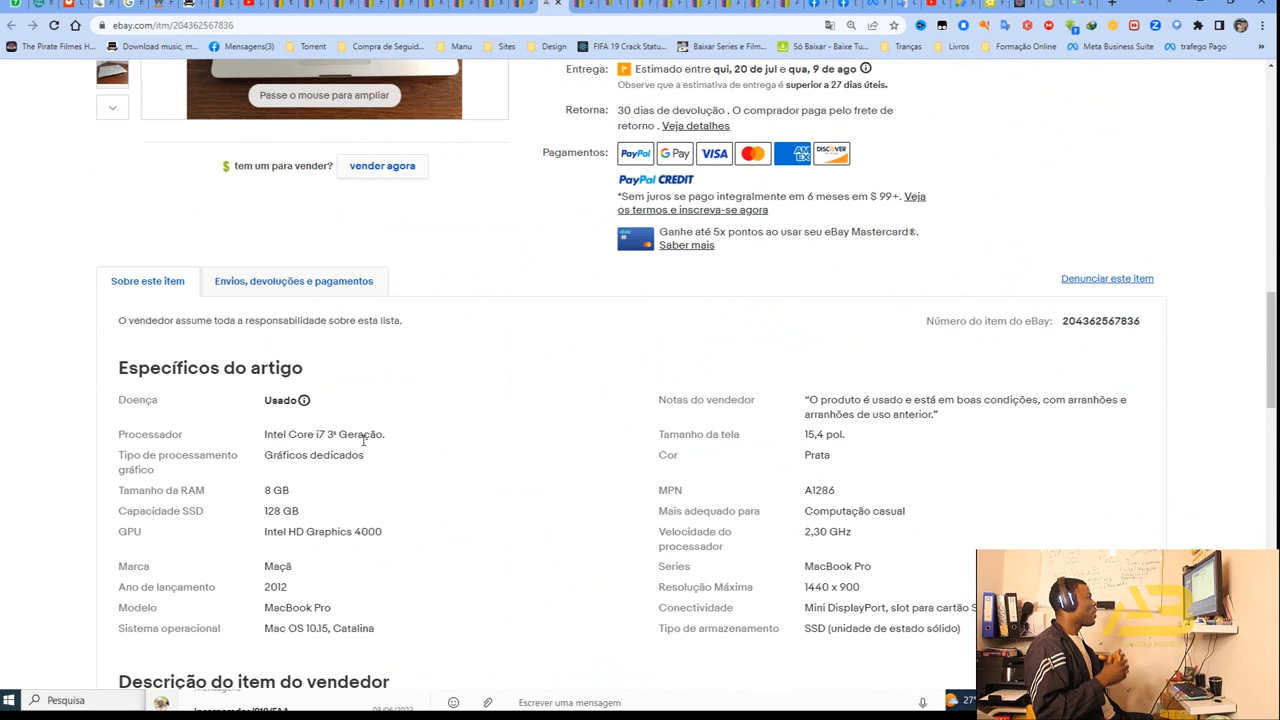 ebay.com/itm/204362567836
The Pirate Filmes H... Download music, m... Mensagens(3) Torrent Compra de Seguid... Manu Sites Design FIFA 19 Crack Statu... Baixar Series e Film... Só Baixar - Baixe Tu... Tranças Livros Formação Online Meta Business Suite trafego Pago »
Entrega: Estimado entre qui, 20 de jul e qua, 9 de ago
Observe que a estimativa de entrega é superior a 27 dias úteis.
Passe o mouse para ampliar
Retorna: 30 dias de devolução . O comprador paga pelo frete de
retorno . Veja detalhes
Pagamentos: PayPal G Pay VISA MasterCard AM EX DISCOVER
$ tem um para vender? vender agora
PayPal CREDIT
*Sem juros se pago integralmente em 6 meses em $ 99+. Veja
os termos e inscreva-se agora
Ganhe até 5x pontos ao usar seu eBay Mastercard®.
Saber mais
Sobre este item Envios, devoluções e pagamentos Denunciar este item
O vendedor assume toda a responsabilidade sobre esta lista. Número do item do eBay: 204362567836
Específicos do artigo
Doença Usado Notas do vendedor “O produto é usado e está em boas condições, com arranhões e
arranhões de uso anterior.”
Processador Intel Core i7 3ª Geração. Tamanho da tela 15,4 pol.
Tipo de processamento Gráficos dedicados Cor Prata
gráfico
Tamanho da RAM 8 GB MPN A1286
Capacidade SSD 128 GB Mais adequado para Computação casual
GPU Intel HD Graphics 4000 Velocidade do 2,30 GHz
processador
Marca Maçã Series MacBook Pro
Ano de lançamento 2012 Resolução Máxima 1440 x 900
Modelo MacBook Pro Conectividade Mini DisplayPort, slot para cartão S
Sistema operacional Mac OS 10.15, Catalina Tipo de armazenamento SSD (unidade de estado sólido)
Descrição do item do vendedor
Pesquisa 08/06/2023 Escrever uma mensagem 27°